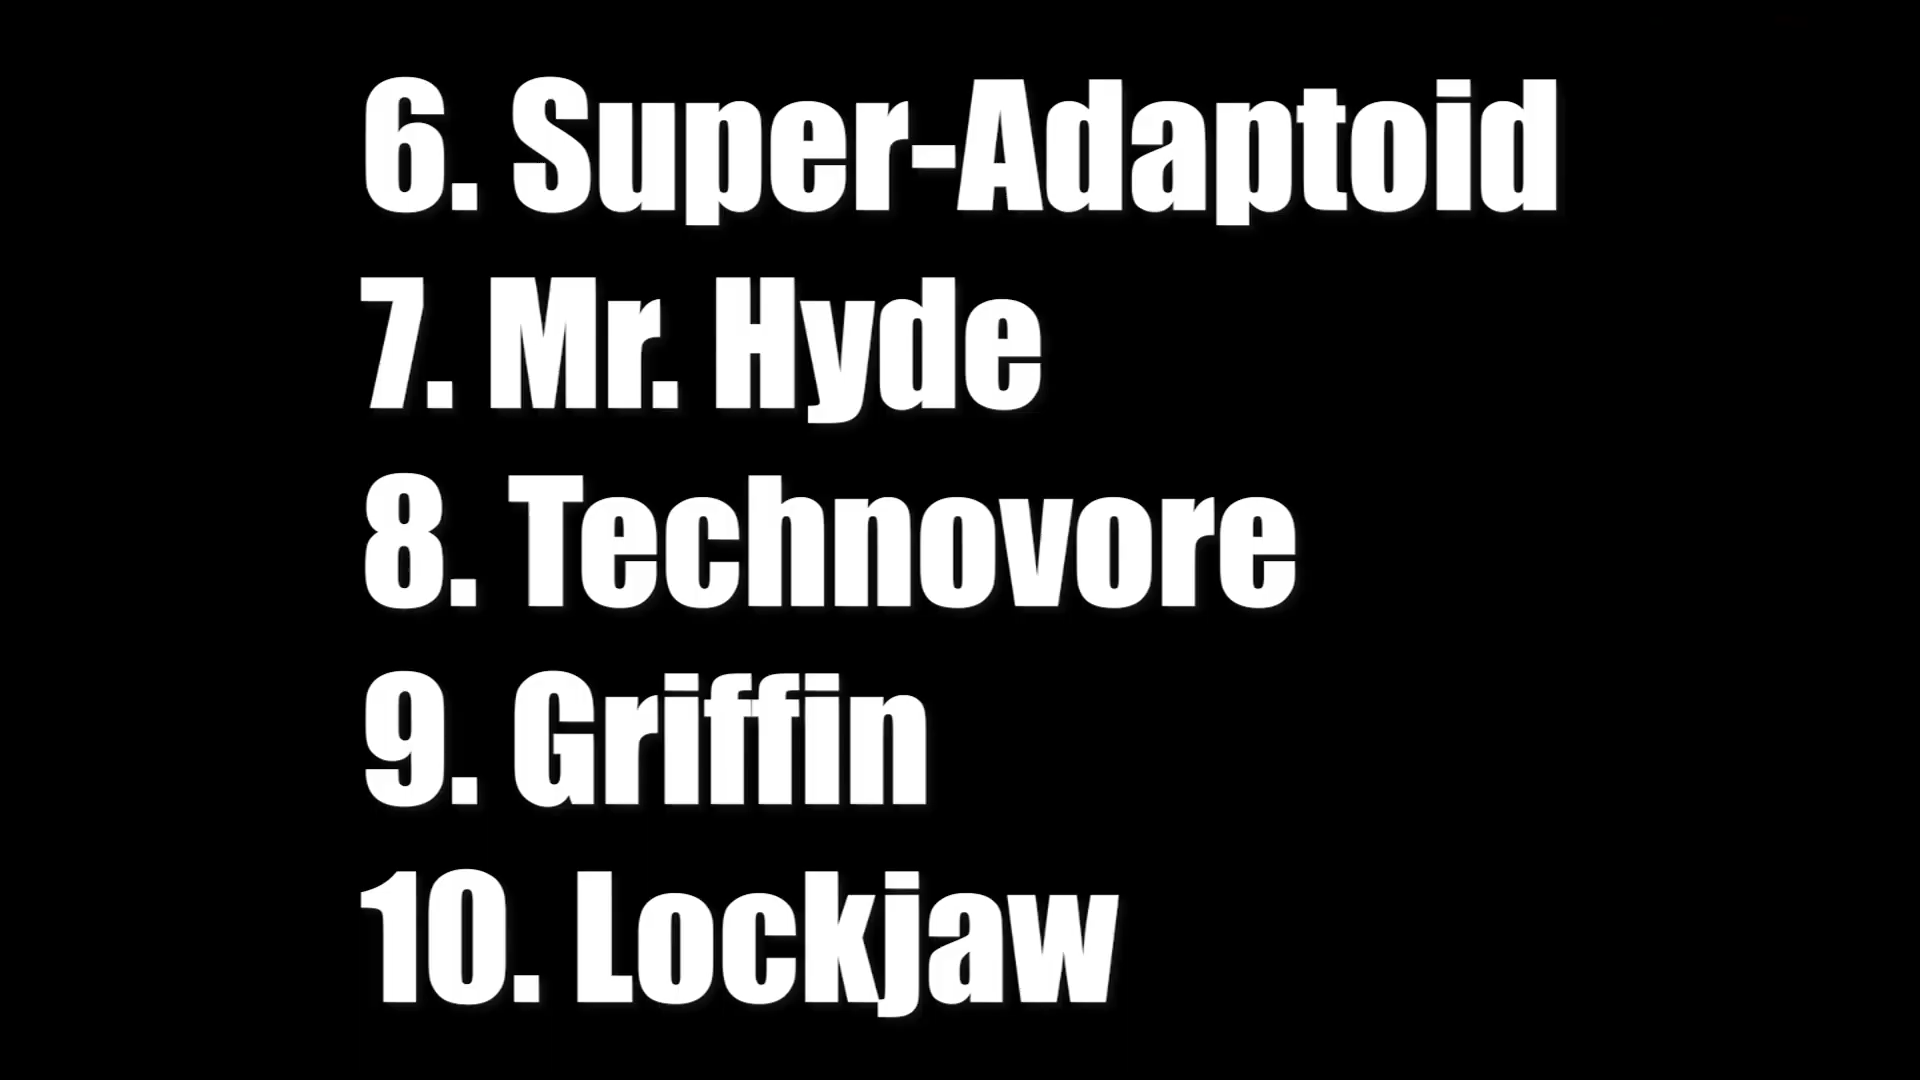 6. Super-Adaptoid
7. Mr. Hyde
8. Technovore
9. Griffin
10. Lockjaw